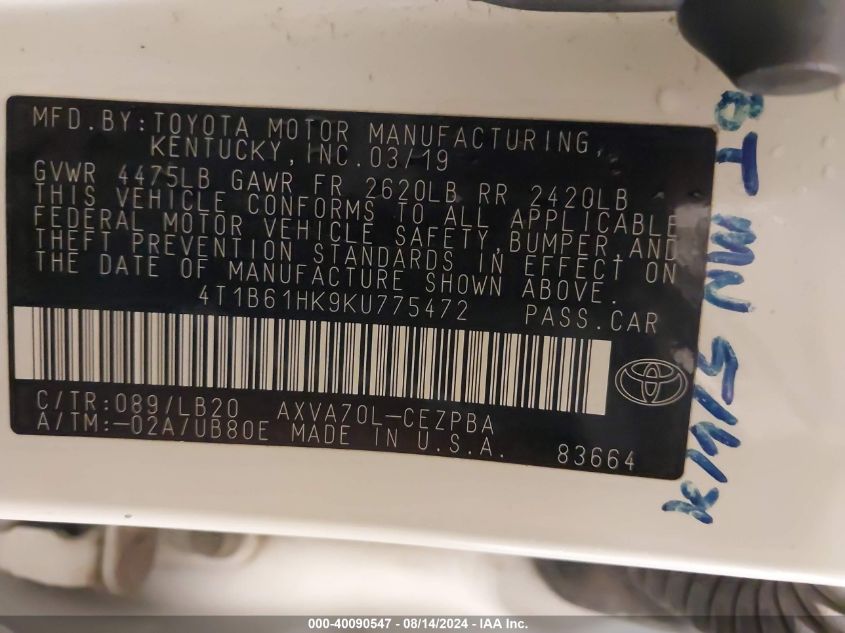 MFD.BY:TOYOTA MOTOR MANUFACTURING,
KENTUCKY,INC.03/19
GVWR 4475LB GAWR FR 2620LB RR 2420LB
THIS VEHICLE CONFORMS TO ALL APPLICABLE
FEDERAL MOTOR VEHICLE SAFETY,BUMPER,AND
THEFT PREVENTION STANDARDS IN EFFECT ON
THE DATE OF MANUFACTURE SHOWN ABOVE.
4T1B61HK9KU775472 PASS.CAR
C/TR:089/LB20 AXVA70L-CEZPBA
A/TM:-02A/UB80E MADE IN U.S.A. 83664
000-40090547 - 08/14/2024 - IAA Inc.